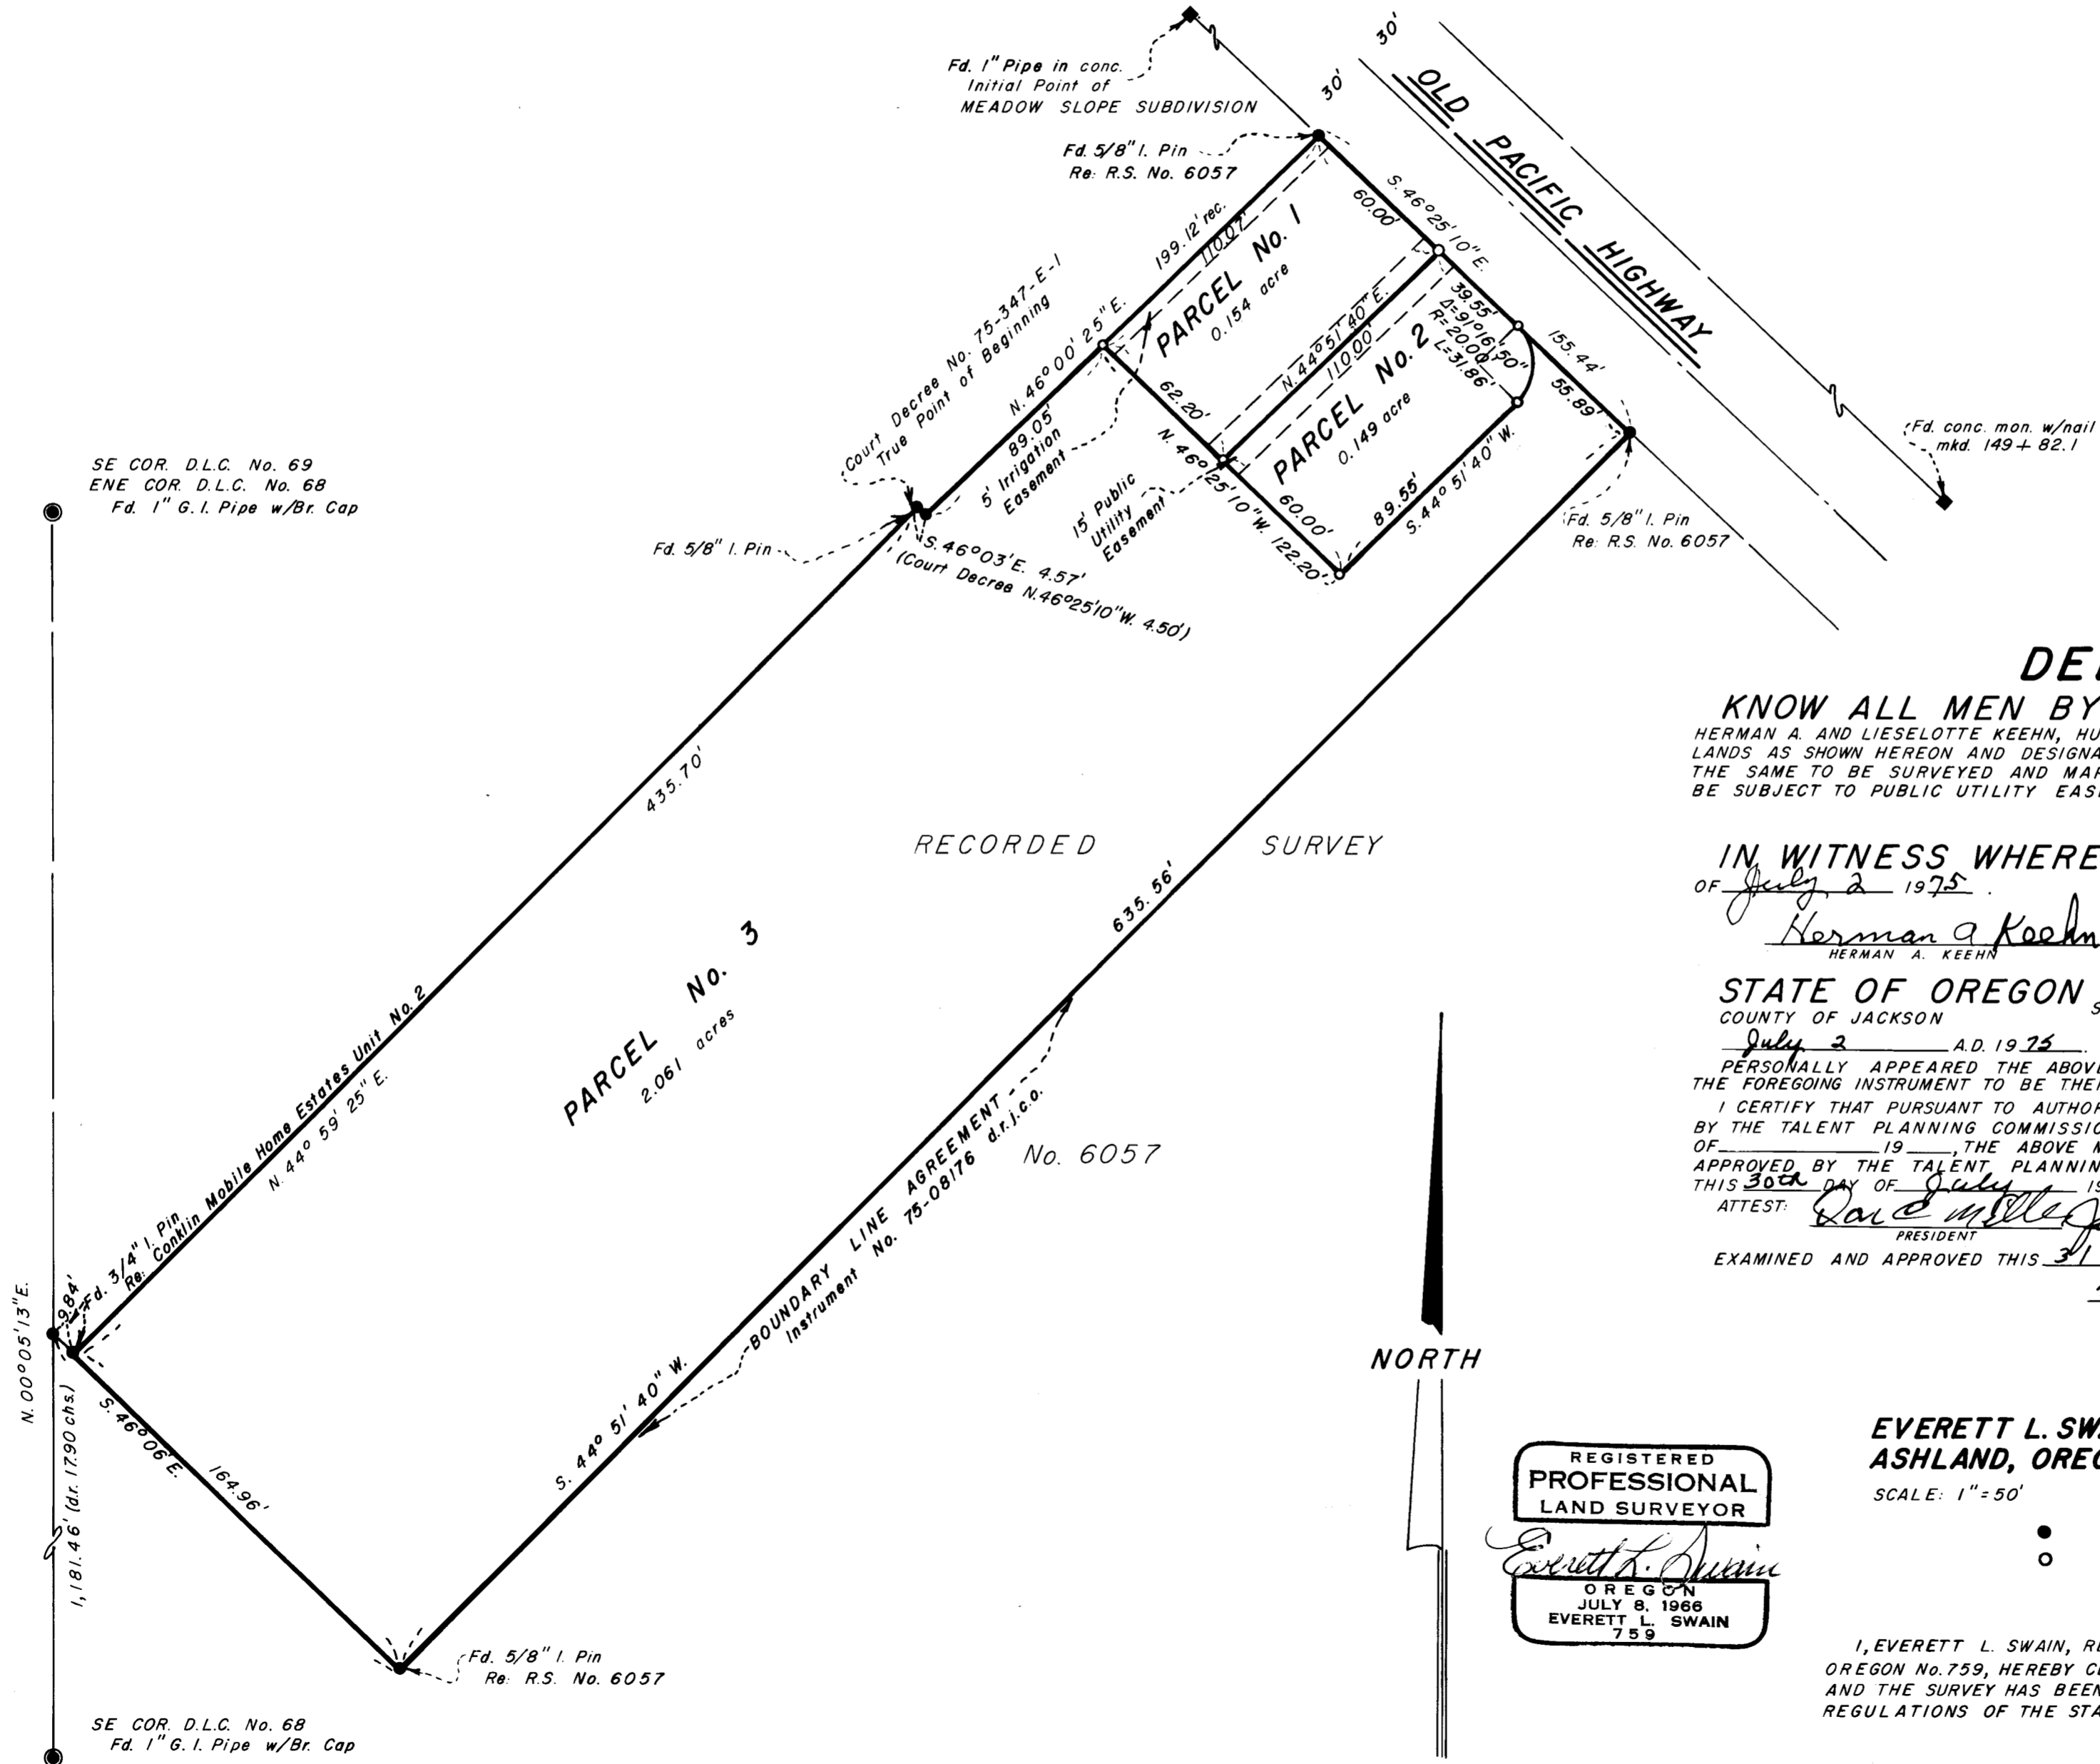 Fd. 1" Pipe in conc.
Initial Point of
MEADOW SLOPE SUBDIVISION
30'
30'
OLD PACIFIC HIGHWAY
Fd. 5/8" I. Pin
Re: R.S. No. 6057
S. 46°25'10" E.
60.00'
199.12' rec.
110.07'
PARCEL No. 1
0.154 acre
N. 44°51'40" E.
110.00'
39.55'
Δ=91°16'50"
R=20.00'
L=31.86'
155.44'
55.89'
PARCEL No. 2
0.149 acre
Court Decree No. 75-347-E-1
True Point of Beginning
N. 46°00'25" E.
89.05'
5' Irrigation
Easement
62.20'
N. 46°25'10" W. 122.20'
60.00'
15' Public
Utility
Easement
89.55'
S. 44°51'40" W.
Fd. conc. mon. w/nail
mkd. 149 + 82.1
Fd. 5/8" I. Pin
Re: R.S. No. 6057
SE COR. D.L.C. No. 69
ENE COR. D.L.C. No. 68
Fd. 1" G.I. Pipe w/Br. Cap
Fd. 5/8" I. Pin
S. 46°03'E. 4.57'
(Court Decree N.46°25'10"W. 4.50')
435.70'
RECORDED SURVEY
635.56'
PARCEL No. 3
2.061 acres
No. 6057
BOUNDARY LINE AGREEMENT
Instrument No. 75-08176 d.r.j.c.o.
Fd. 3/4" I. Pin
Re: Conklin Mobile Home Estates Unit No. 2
N. 44° 59' 25" E.
9.84'
N. 00°05'13"E.
1,181.46' (d.r. 17.90 chs.)
S. 46°06'E.
164.96'
S. 44° 51' 40" W.
Fd. 5/8" I. Pin
Re: R.S. No. 6057
SE COR. D.L.C. No. 68
Fd. 1" G.I. Pipe w/Br. Cap
NORTH
KNOW ALL MEN BY
HERMAN A. AND LIESELOTTE KEEHN, HU
LANDS AS SHOWN HEREON AND DESIGNA
THE SAME TO BE SURVEYED AND
BE SUBJECT TO PUBLIC UTILITY
IN WITNESS WHERE
OF July 2 1975.
Herman A Keehn
HERMAN A. KEEHN
STATE OF OREGON
COUNTY OF JACKSON
July 2 A.D. 1975.
PERSONALLY APPEARED THE ABOV
THE FOREGOING INSTRUMENT TO BE
I CERTIFY THAT PURSUANT TO AUTHOR
BY THE TALENT PLANNING COMMISSIO
OF 19 , THE ABOVE
APPROVED BY THE TALENT PLANNIN
THIS 30th DAY OF July 19
ATTEST:
PRESIDENT
EXAMINED AND APPROVED THIS 31
REGISTERED
PROFESSIONAL
LAND SURVEYOR
Everett L. Swain
OREGON
JULY 8, 1966
EVERETT L. SWAIN
759
EVERETT L. SW
ASHLAND, OREG
SCALE: 1"=50'
I, EVERETT L. SWAIN, RE
OREGON No. 759, HEREBY
AND THE SURVEY HAS BEEN
REGULATIONS OF THE STA